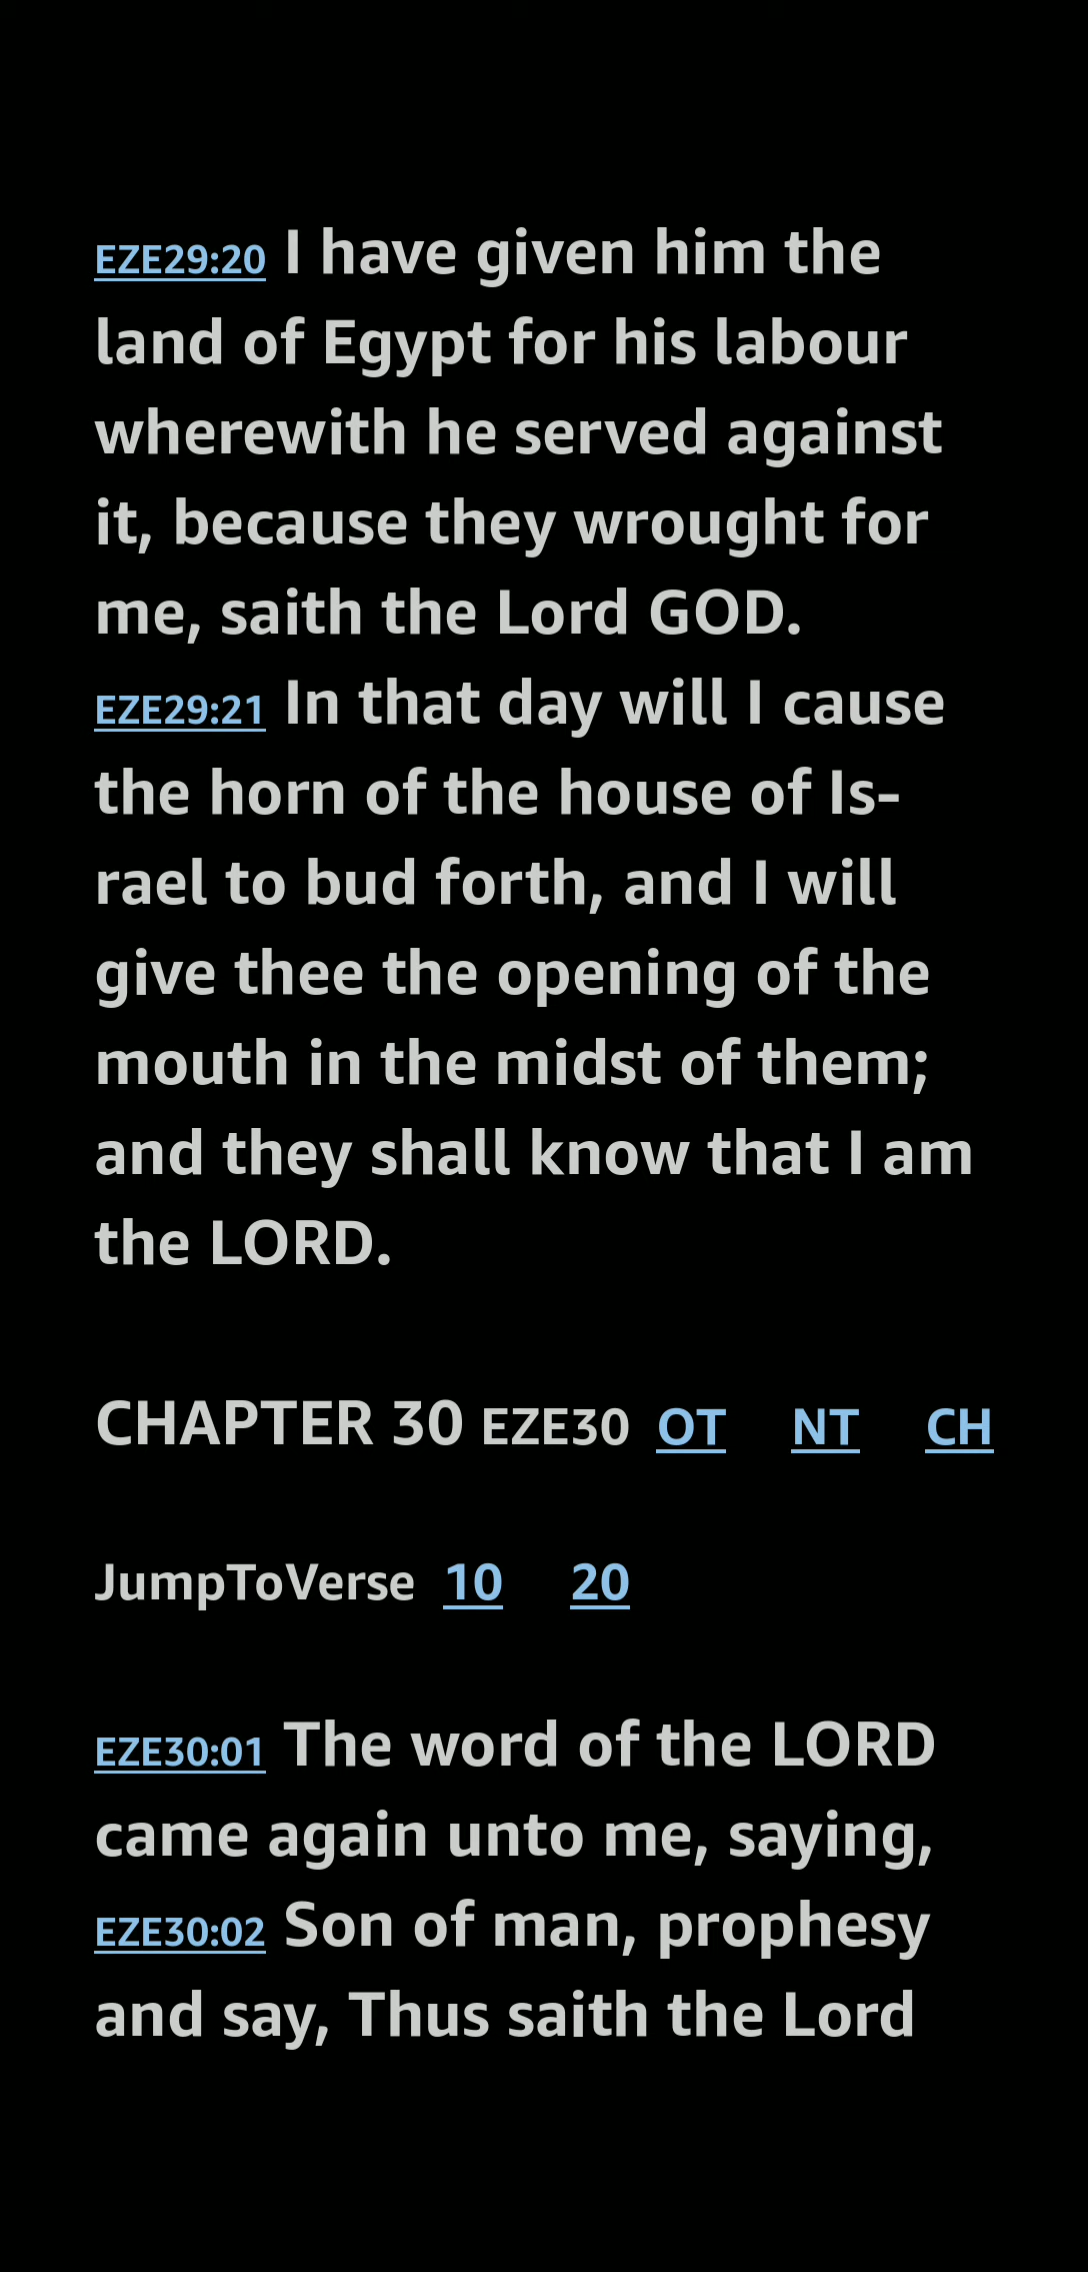 EZE29:20 I have given him the
land of Egypt for his labour
wherewith he served against
it, because they wrought for
me, saith the Lord GOD.
EZE29:21 In that day will I cause
the horn of the house of Is-
rael to bud forth, and I will
give thee the opening of the
mouth in the midst of them;
and they shall know that I am
the LORD.
CHAPTER 30 EZE30 OT NT CH
JumpToVerse 10 20
EZE30:01 The word of the LORD
came again unto me, saying,
EZE30:02 Son of man, prophesy
and say, Thus saith the Lord